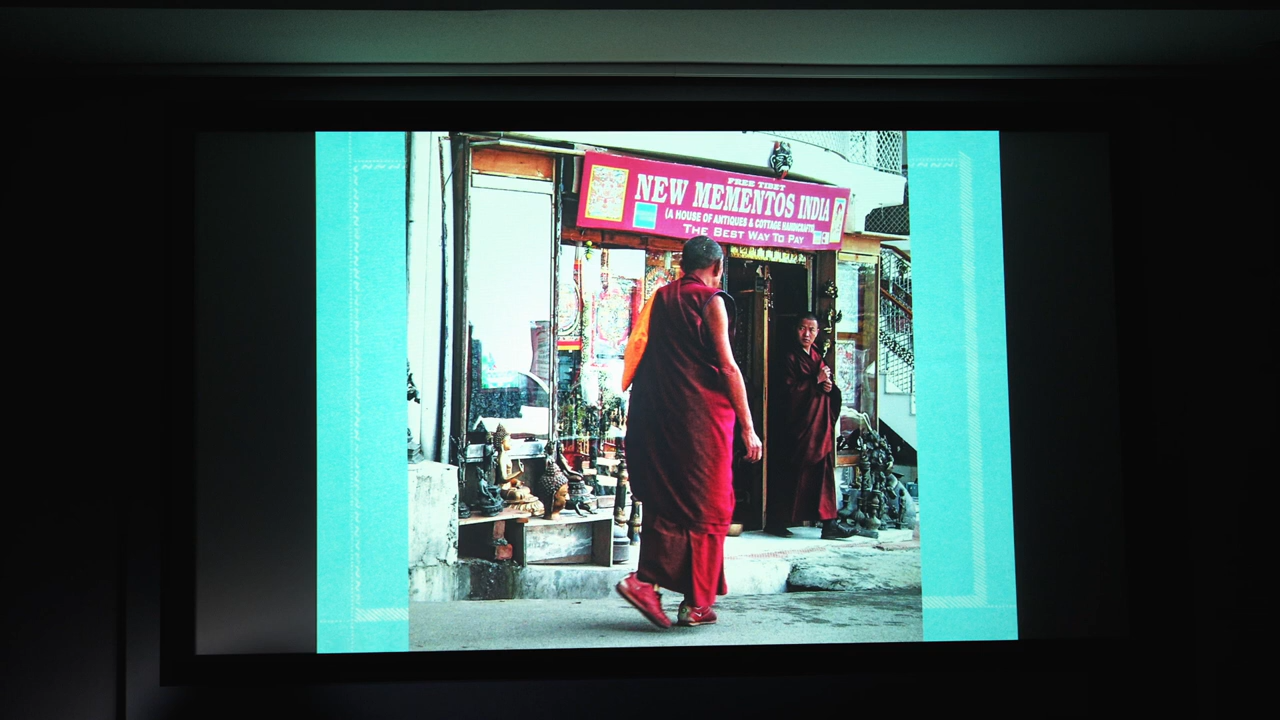 FREE TIBET
NEW MEMENTOS INDIA
(A HOUSE OF ANTIQUES & COTTAGE HANDICRAFTS)
THE BEST WAY TO PAY